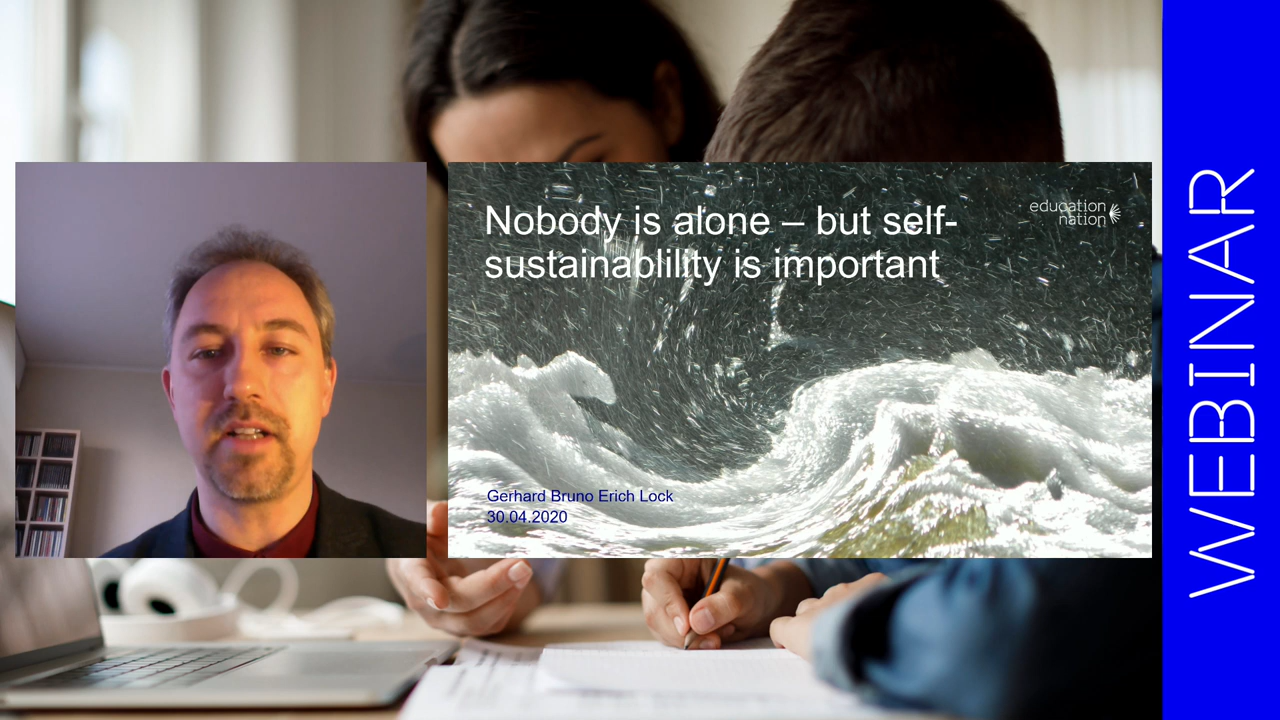 Nobody is alone – but self-
sustainablility is important
education
nation
Gerhard Bruno Erich Lock
30.04.2020
WEBINAR